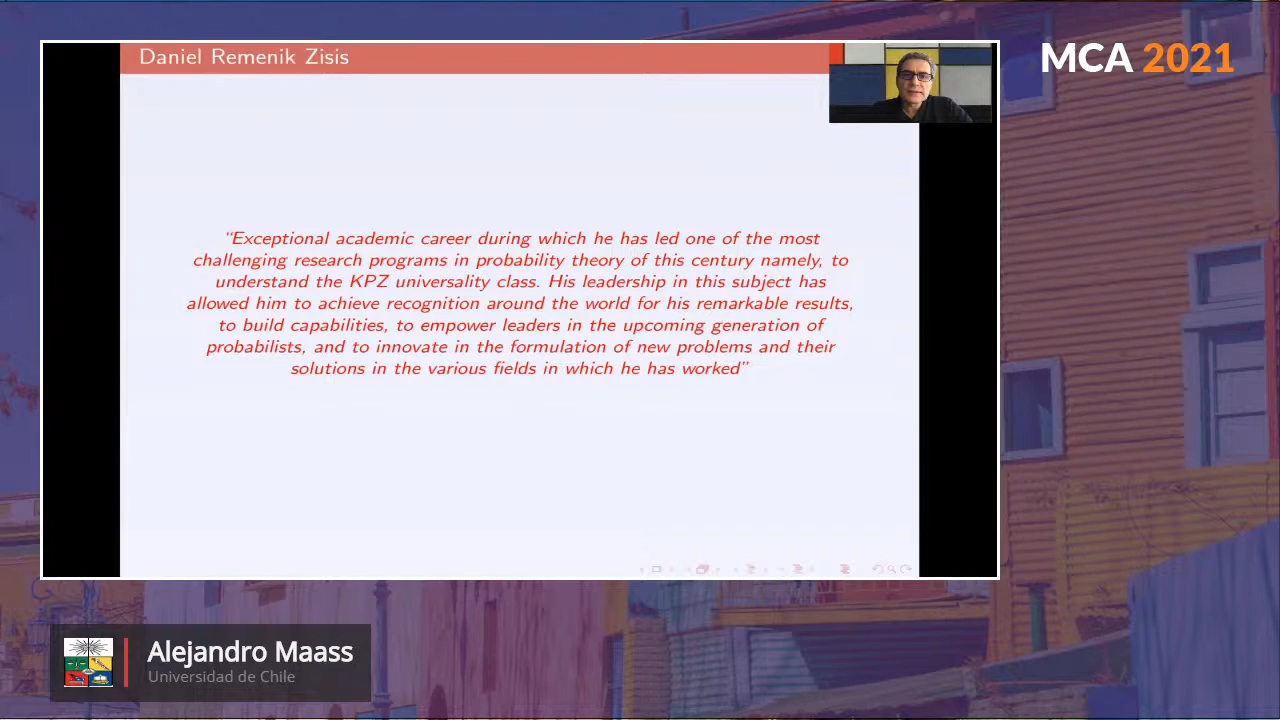 Daniel Remenik Zisis
MCA 2021
“Exceptional academic career during which he has led one of the most
challenging research programs in probability theory of this century namely, to
understand the KPZ universality class. His leadership in this subject has
allowed him to achieve recognition around the world for his remarkable results,
to build capabilities, to empower leaders in the upcoming generation of
probabilists, and to innovate in the formulation of new problems and their
solutions in the various fields in which he has worked”
Alejandro Maass
Universidad de Chile